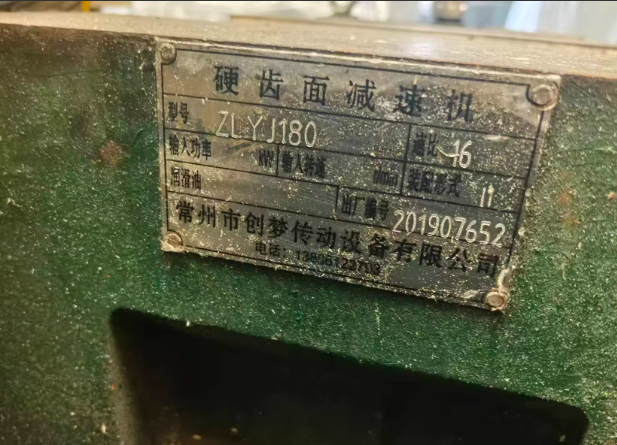 硬齿面减速机
型号 ZLYJ180 速比 16
输入功率 kW 输入转速 r/min 装配形式 II
润滑油 出厂编号 201907652
常州市创梦传动设备有限公司
电话: